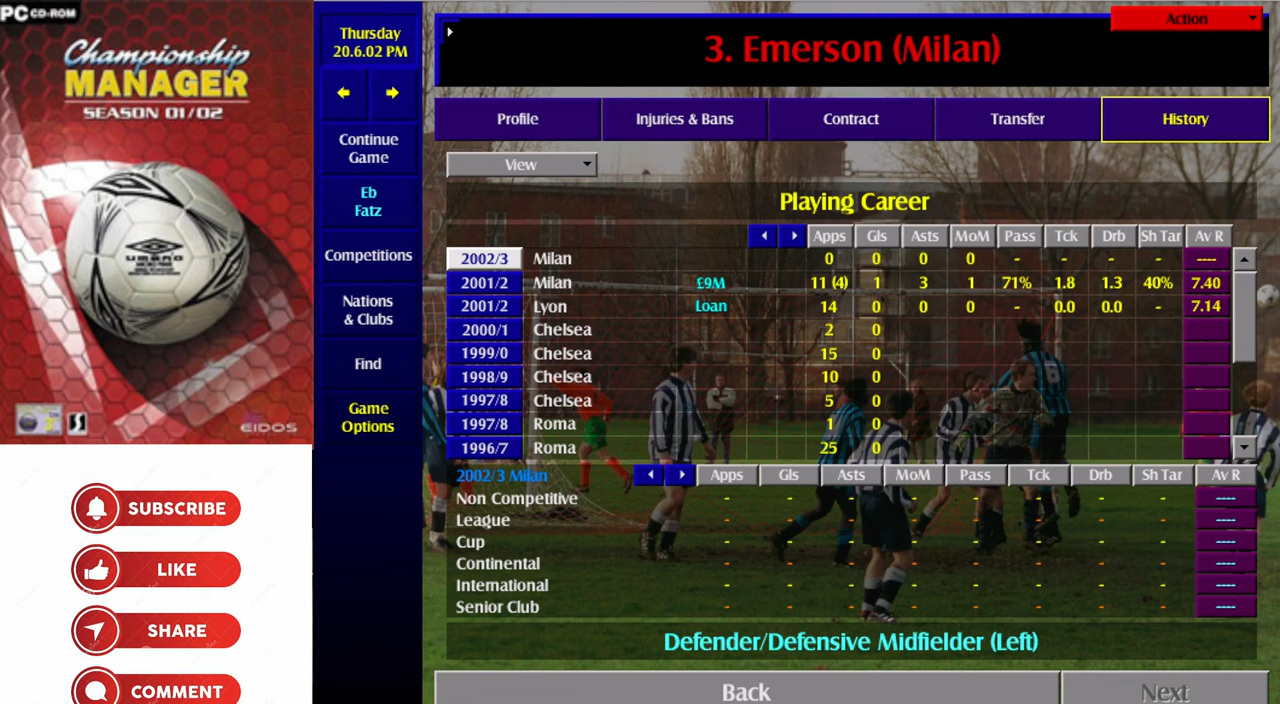 PC CD-ROM
Championship
MANAGER
SEASON 01/02
umbro
EIDOS
SUBSCRIBE
LIKE
SHARE
COMMENT
Thursday
20.6.02 PM
Continue
Game
Eb
Fatz
Competitions
Nations
& Clubs
Find
Game
Options
Action
3. Emerson (Milan)
Profile Injuries & Bans Contract Transfer History
View
Playing Career
Apps Gls Asts MoM Pass Tck Drb Sh Tar Av R
2002/3 Milan 0 0 0 0 - - - - ----
2001/2 Milan £9M 11 (4) 1 3 1 71% 1.8 1.3 40% 7.40
2001/2 Lyon Loan 14 0 0 0 - 0.0 0.0 - 7.14
2000/1 Chelsea 2 0
1999/0 Chelsea 15 0
1998/9 Chelsea 10 0
1997/8 Chelsea 5 0
1997/8 Roma 1 0
1996/7 Roma 25 0
2002/3 Milan Apps Gls Asts MoM Pass Tck Drb Sh Tar Av R
Non Competitive - - - - - - - - ----
League - - - - - - - - ----
Cup - - - - - - - - ----
Continental - - - - - - - - ----
International - - - - - - - - ----
Senior Club - - - - - - - - ----
Defender/Defensive Midfielder (Left)
Back Next